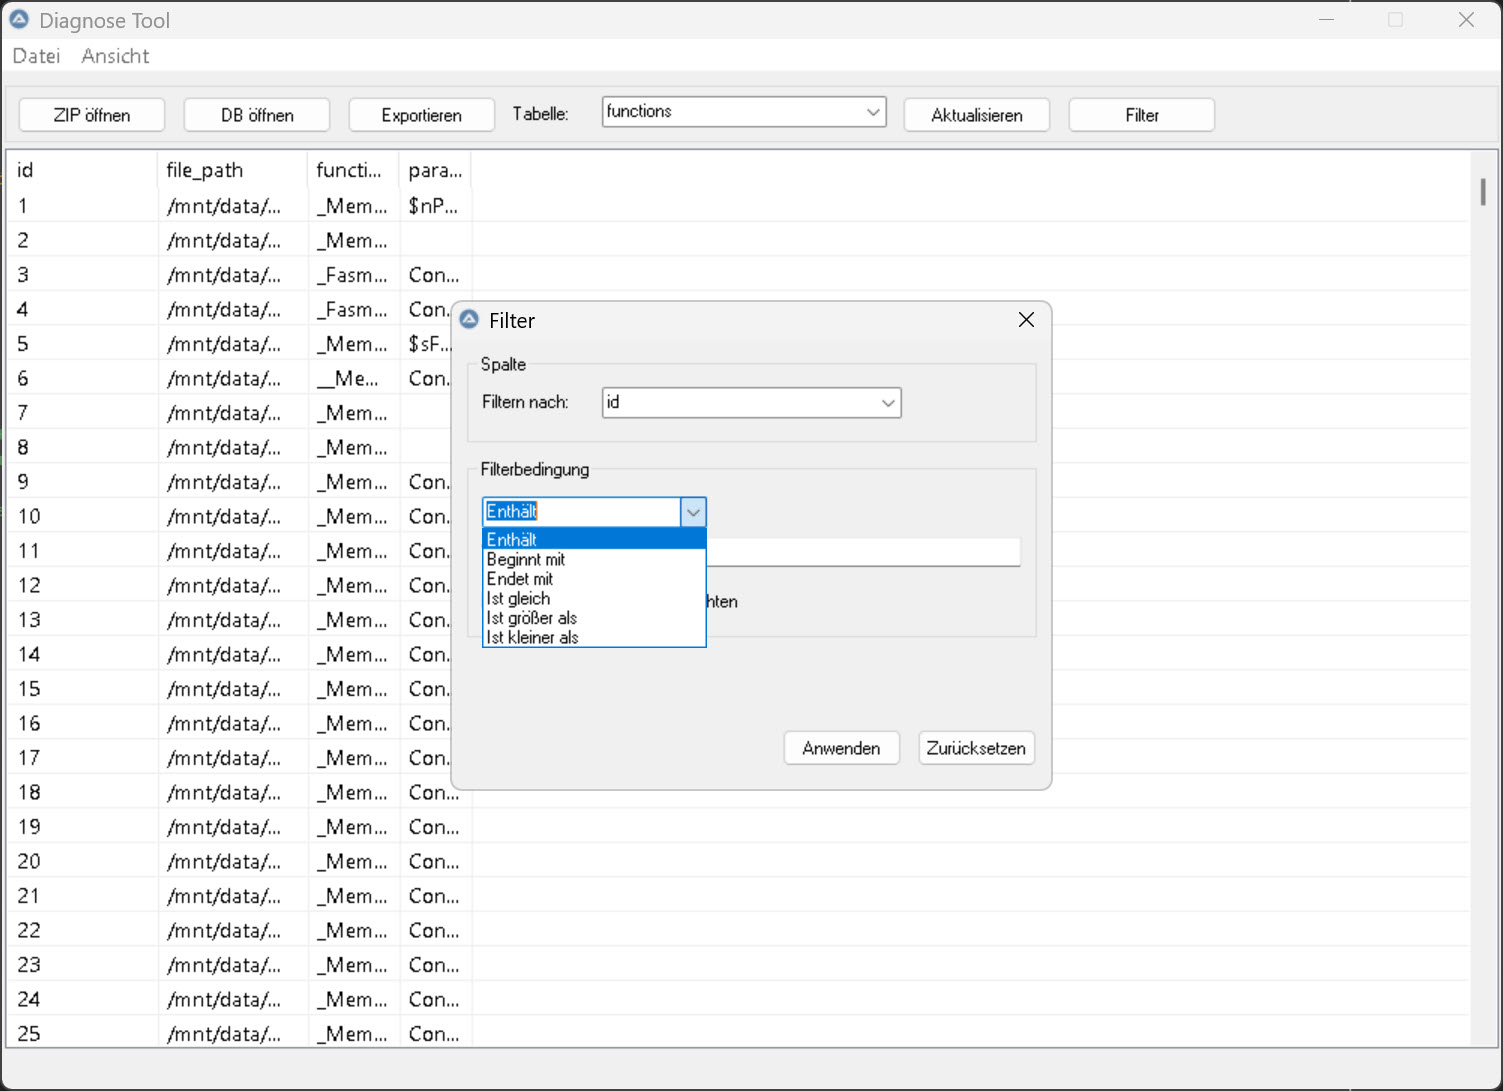 Diagnose Tool
Datei Ansicht
ZIP öffnen DB öffnen Exportieren Tabelle: functions Aktualisieren Filter
id file_path functi... para...
1 /mnt/data/... _Mem... $nP...
2 /mnt/data/... _Mem...
3 /mnt/data/... _Fasm... Con...
4 /mnt/data/... _Fasm... Con..
5 /mnt/data/... _Mem... $sF...
6 /mnt/data/... __Me... Con.
7 /mnt/data/... _Mem...
8 /mnt/data/... _Mem...
9 /mnt/data/... _Mem... Con.
10 /mnt/data/... _Mem... Con.
11 /mnt/data/... _Mem... Con.
12 /mnt/data/... _Mem... Con.
13 /mnt/data/... _Mem... Con.
14 /mnt/data/... _Mem... Con.
15 /mnt/data/... _Mem... Con.
16 /mnt/data/... _Mem... Con.
17 /mnt/data/... _Mem... Con.
18 /mnt/data/... _Mem... Con...
19 /mnt/data/... _Mem... Con...
20 /mnt/data/... _Mem... Con...
21 /mnt/data/... _Mem... Con...
22 /mnt/data/... _Mem... Con...
23 /mnt/data/... _Mem... Con...
24 /mnt/data/... _Mem... Con...
25 /mnt/data/... _Mem... Con...
Filter
Spalte
Filtern nach: id
Filterbedingung
Enthält
Enthält
Beginnt mit
Endet mit
Ist gleich
hten
Ist größer als
Ist kleiner als
Anwenden Zurücksetzen